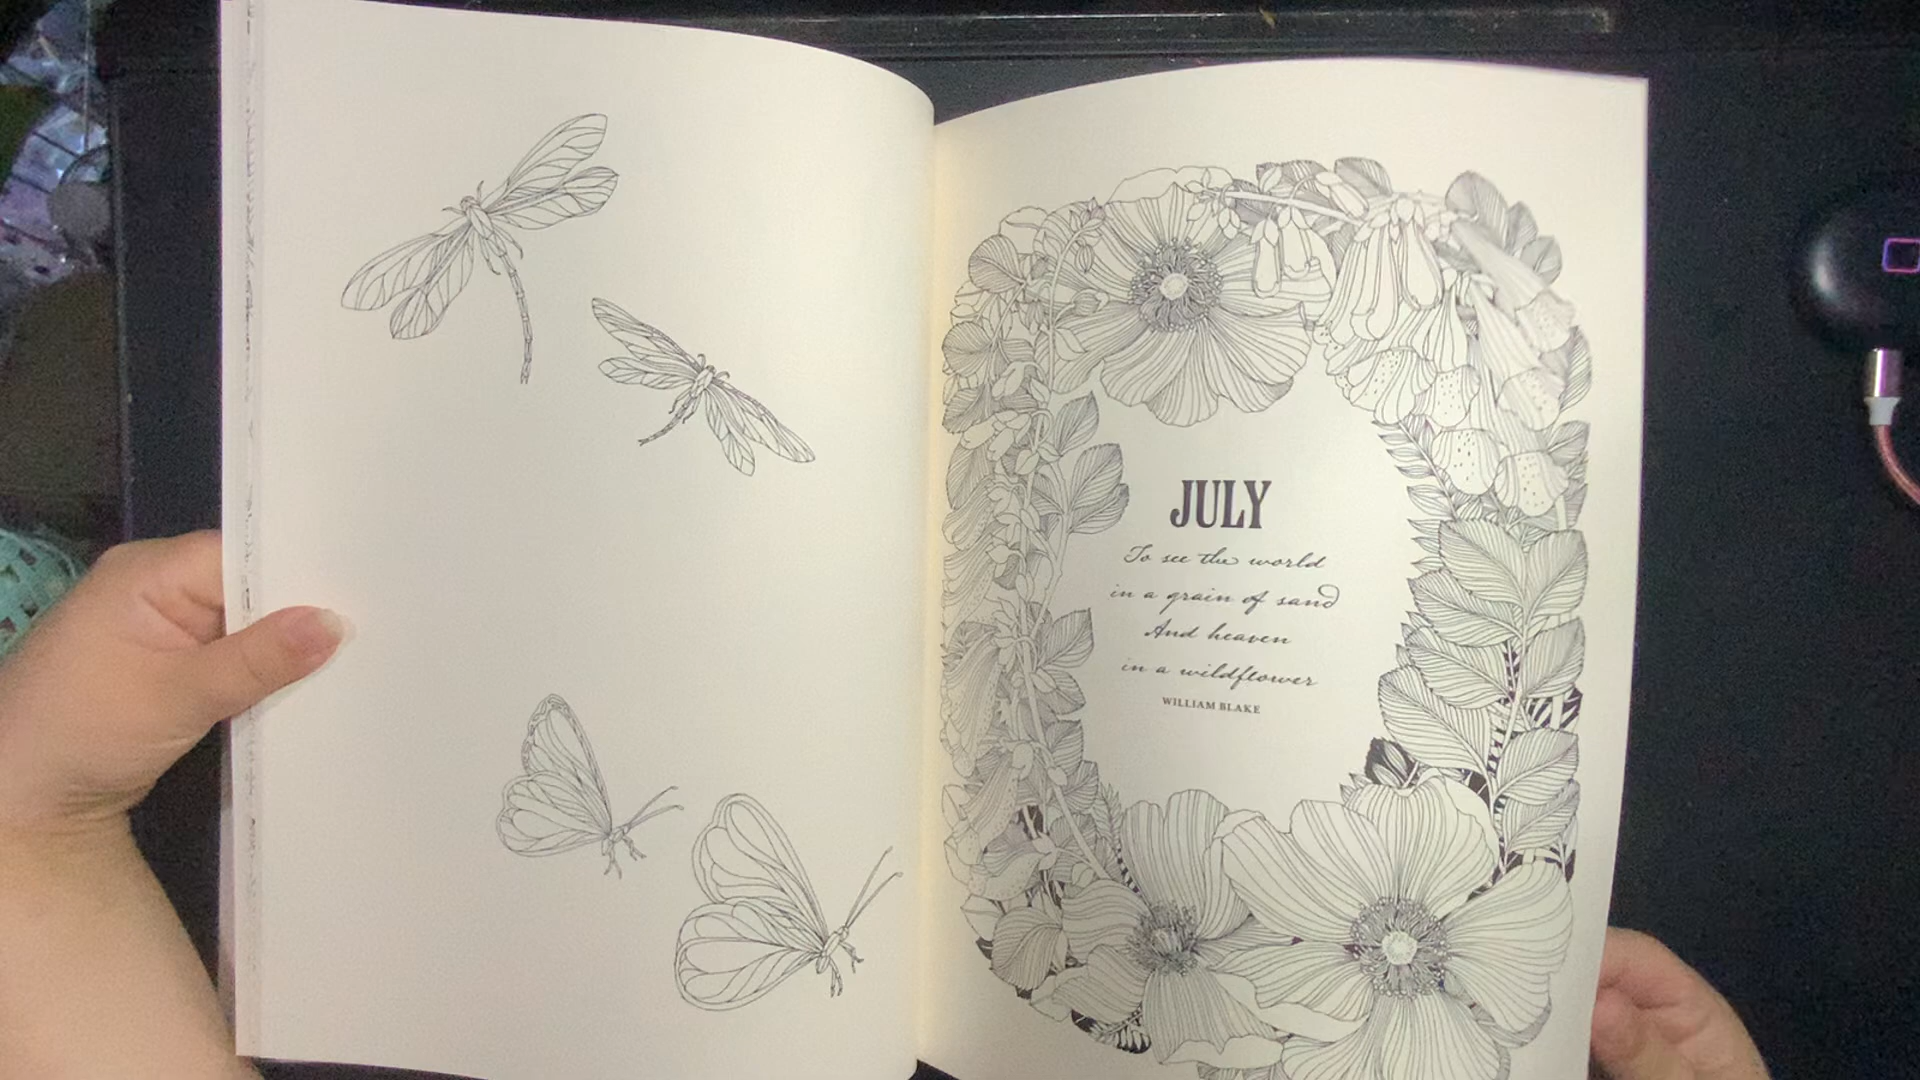 JULY
To see the world
in a grain of sand
And heaven
in a wildflower
WILLIAM BLAKE